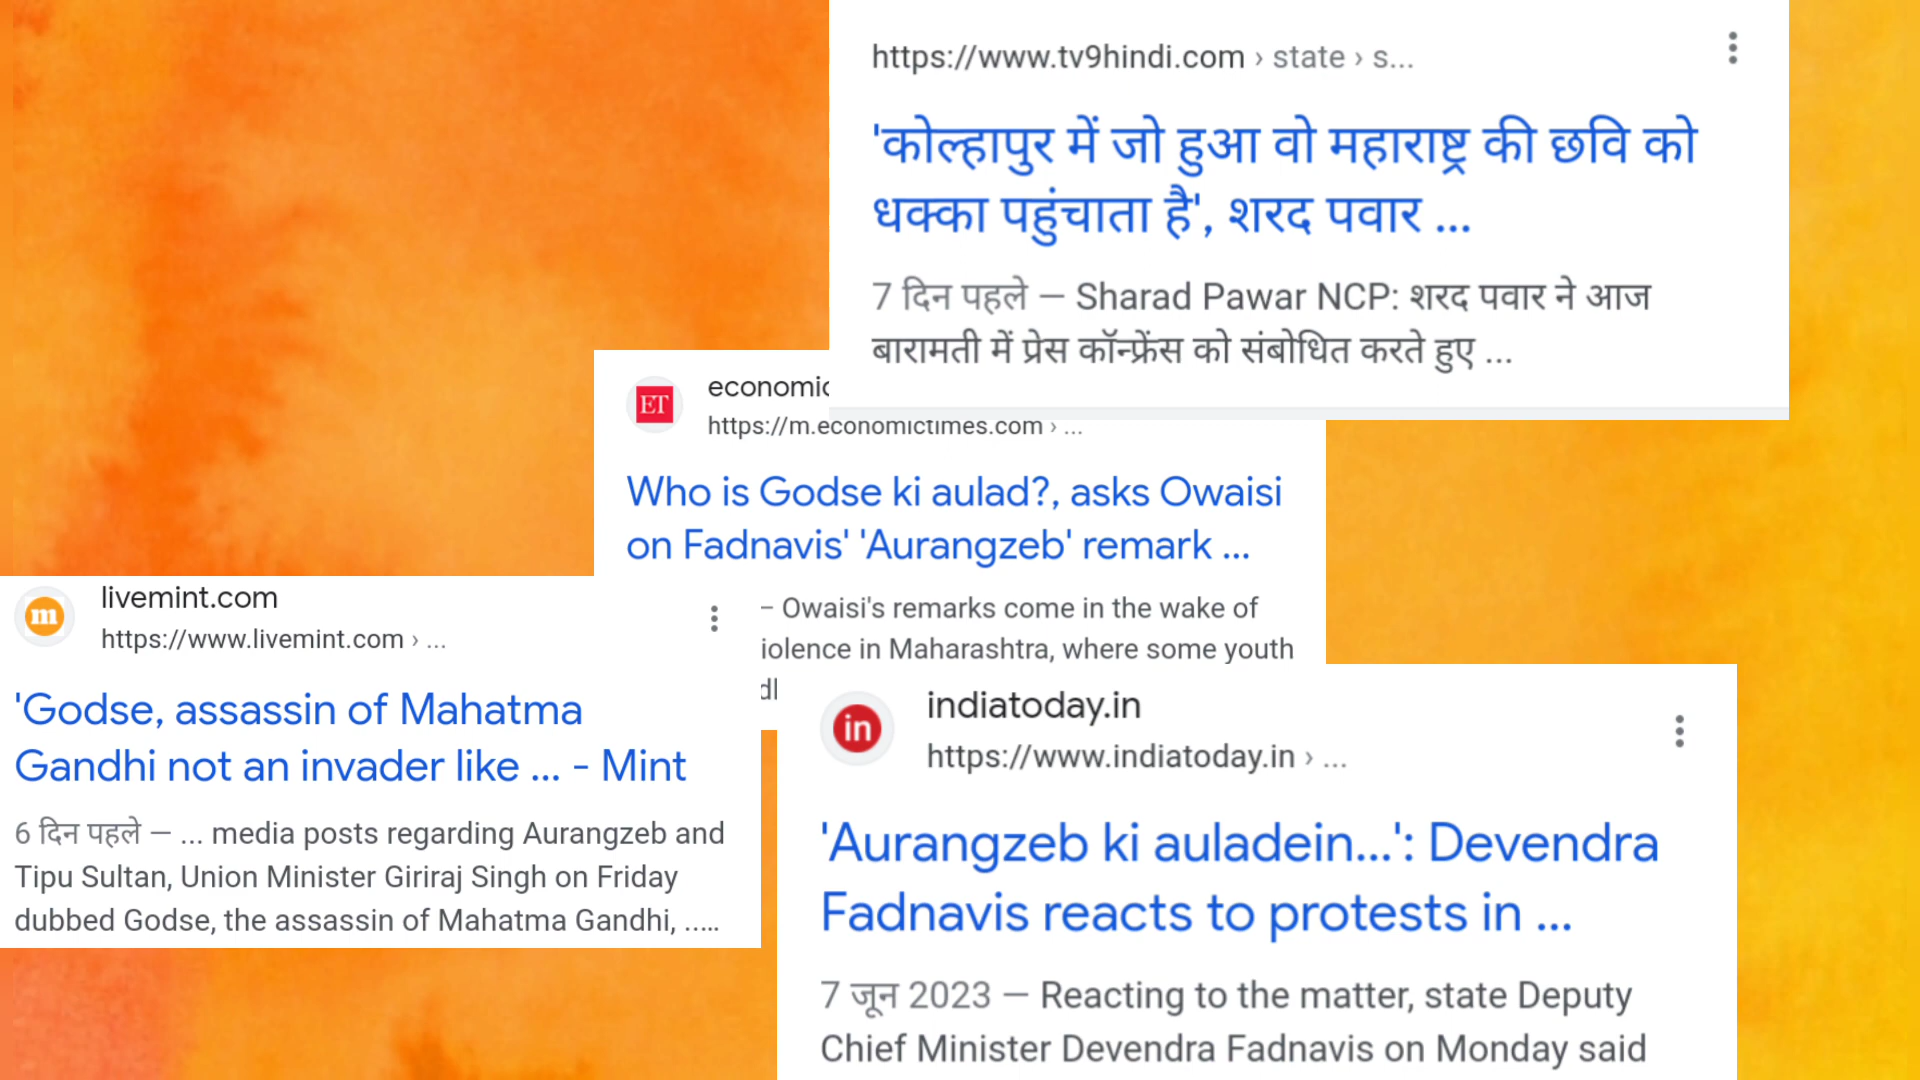 https://www.tv9hindi.com › state › s...
'कोल्हापुर में जो हुआ वो महाराष्ट्र की छवि को
धक्का पहुंचाता है', शरद पवार ...
7 दिन पहले — Sharad Pawar NCP: शरद पवार ने आज
बारामती में प्रेस कॉन्फ्रेंस को संबोधित करते हुए ...
ET
economic
https://m.economictimes.com › ...
Who is Godse ki aulad?, asks Owaisi
on Fadnavis' 'Aurangzeb' remark ...
– Owaisi's remarks come in the wake of
iolence in Maharashtra, where some youth
m
livemint.com
https://www.livemint.com › ...
'Godse, assassin of Mahatma
Gandhi not an invader like ... - Mint
6 दिन पहले — ... media posts regarding Aurangzeb and
Tipu Sultan, Union Minister Giriraj Singh on Friday
dubbed Godse, the assassin of Mahatma Gandhi, .....
in
indiatoday.in
https://www.indiatoday.in › ...
'Aurangzeb ki auladein...': Devendra
Fadnavis reacts to protests in ...
7 जून 2023 — Reacting to the matter, state Deputy
Chief Minister Devendra Fadnavis on Monday said